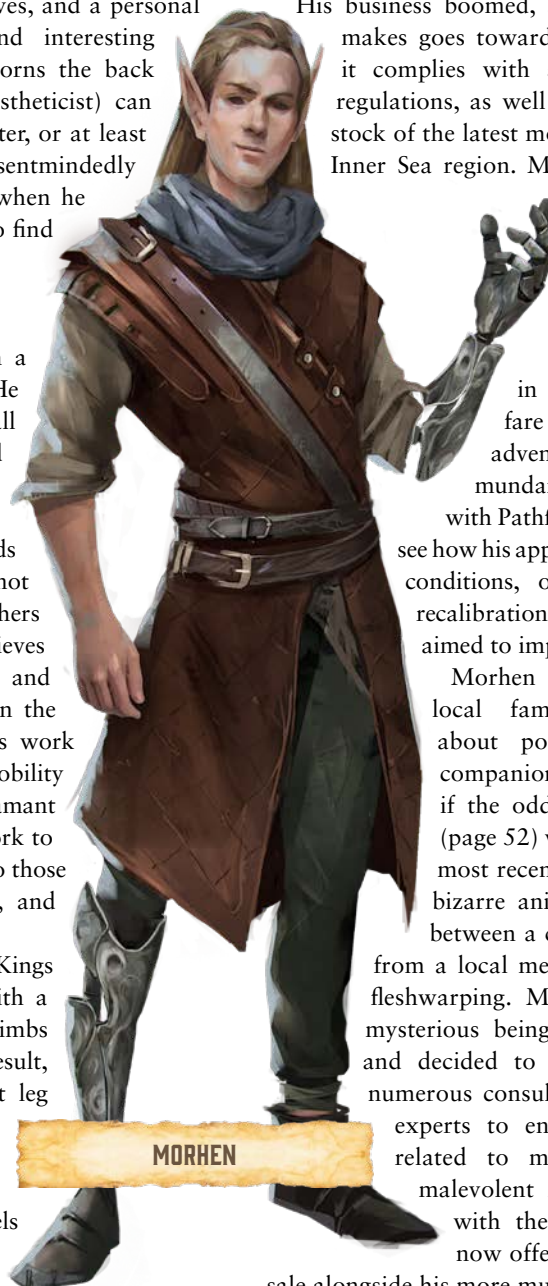 ves, and a personal
nd interesting
orns the back
stheticist) can
ter, or at least
sentmindedly
when he
o find
a
He
ll
ds
not
hers
ieves
and
n the
s work
obility
amant
rk to
o those
, and
Kings
ith a
imbs
esult,
t leg
els
MORHEN
His business boomed,
makes goes toward
it complies with
regulations, as well
stock of the latest mo
Inner Sea region. M
in
fare
adven
munda
with Pathf
see how his app
conditions, o
recalibration
aimed to imp
Morhen
local fam
about po
companion
if the odd
(page 52) w
most recen
bizarre ani
between a c
from a local me
fleshwarping. M
mysterious being
and decided to
numerous consul
experts to en
related to m
malevolent
with the
now offe
sale alongside his more mu